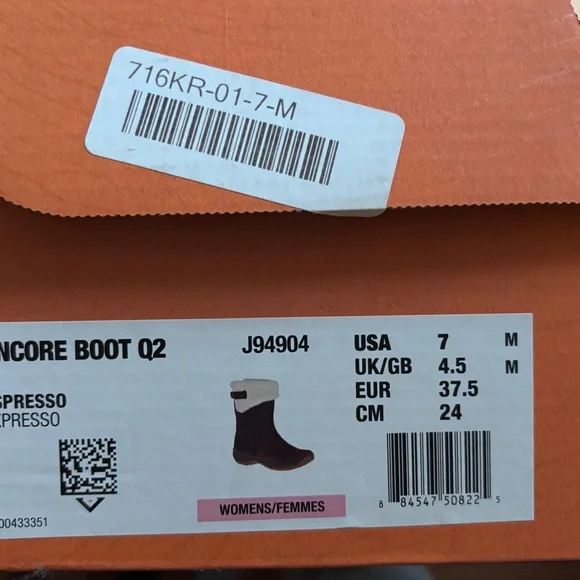 716KR-01-7-M
NCORE BOOT Q2
J94904
USA 7 M
UK/GB 4.5 M
EUR 37.5
CM 24
SPRESSO
XPRESSO
WOMENS/FEMMES
00433351
8 84547 50822 5